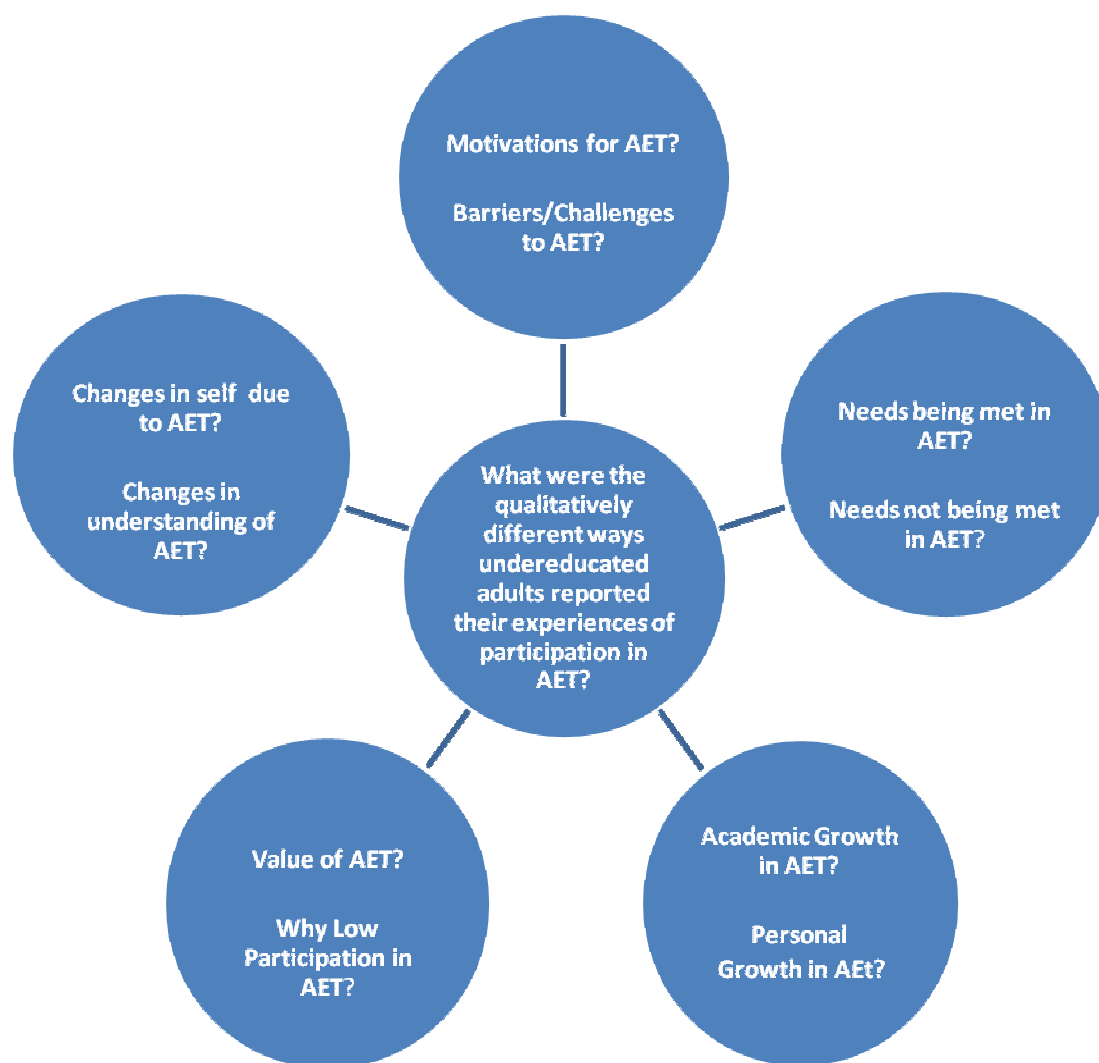 Motivations for AET?
Barriers/Challenges
to AET?
Changes in self due
to AET?
Changes in
understanding of
AET?
Needs being met in
AET?
Needs not being met
in AET?
What were the
qualitatively
different ways
undereducated
adults reported
their experiences of
participation in
AET?
Value of AET?
Why Low
Participation in
AET?
Academic Growth
in AET?
Personal
Growth in AEt?